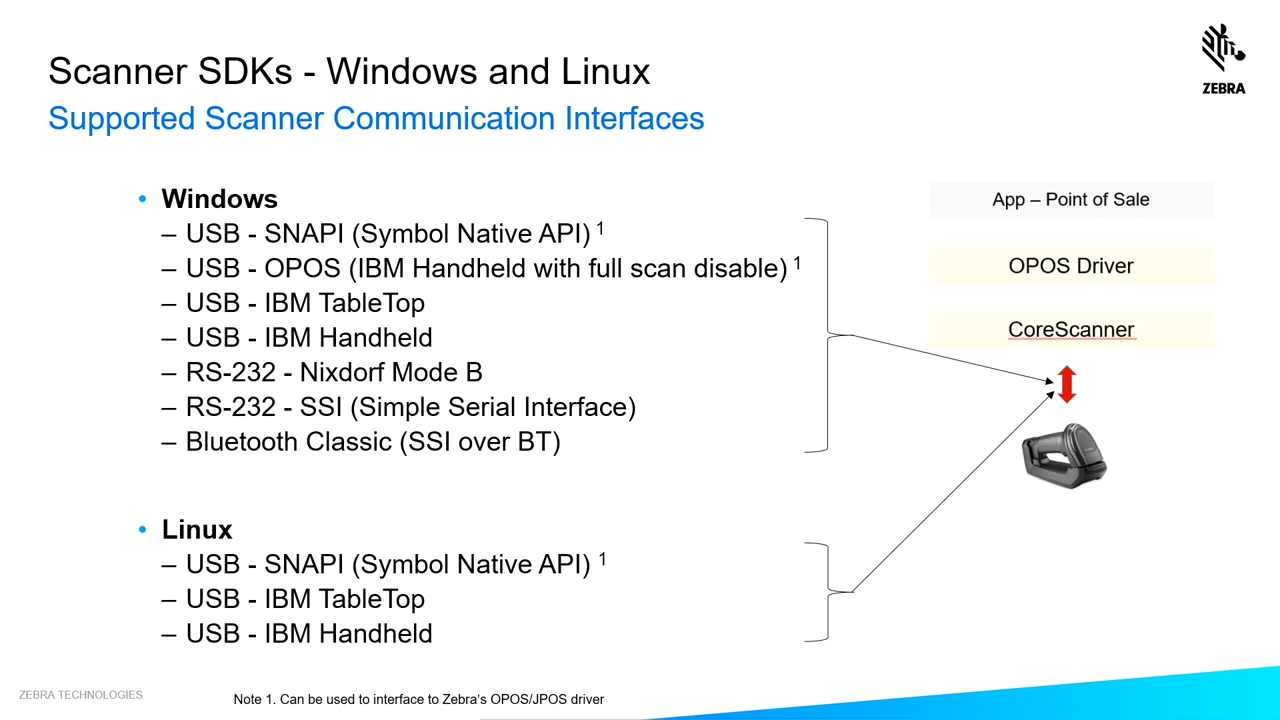 Scanner SDKs - Windows and Linux
Supported Scanner Communication Interfaces
ZEBRA
• Windows
– USB - SNAPI (Symbol Native API) 1
– USB - OPOS (IBM Handheld with full scan disable) 1
– USB - IBM TableTop
– USB - IBM Handheld
– RS-232 - Nixdorf Mode B
– RS-232 - SSI (Simple Serial Interface)
– Bluetooth Classic (SSI over BT)
App – Point of Sale
OPOS Driver
CoreScanner
• Linux
– USB - SNAPI (Symbol Native API) 1
– USB - IBM TableTop
– USB - IBM Handheld
ZEBRA TECHNOLOGIES
Note 1. Can be used to interface to Zebra's OPOS/JPOS driver